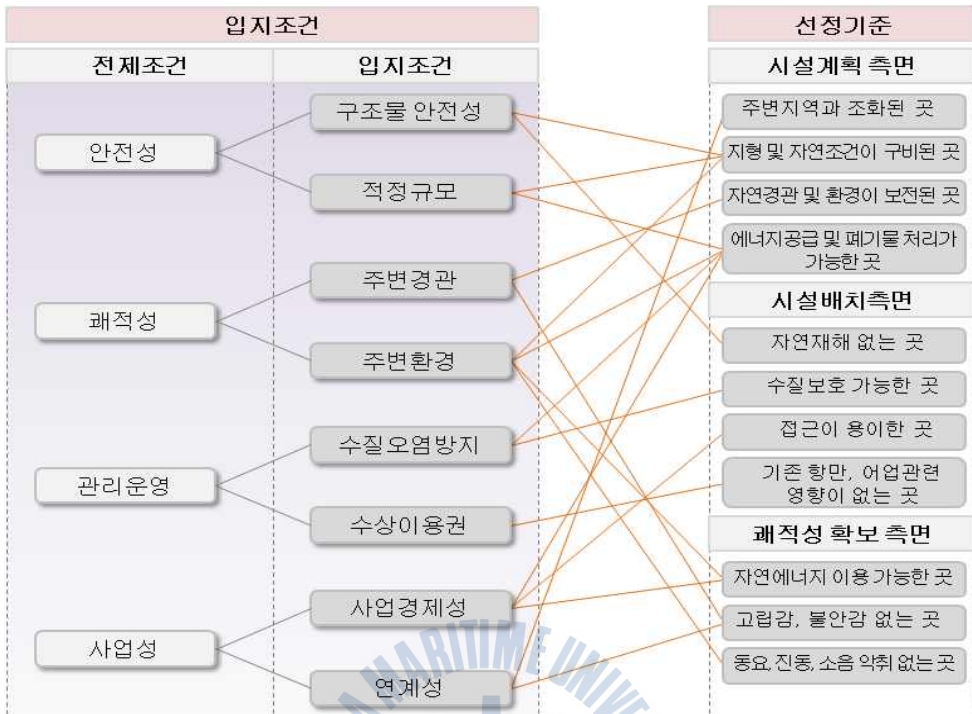 입지조건
전제조건
입지조건
안전성
구조물 안전성
적정규모
쾌적성
주변경관
주변환경
관리운영
수질오염방지
수상이용권
사업성
사업경제성
연계성
선정기준
시설계획 측면
주변지역과 조화된 곳
지형 및 자연조건이 구비된 곳
자연경관 및 환경이 보전된 곳
에너지공급 및 폐기물 처리가
가능한 곳
시설배치측면
자연재해 없는 곳
수질보호 가능한 곳
접근이 용이한 곳
기존 항만, 어업관련
영향이 없는 곳
쾌적성 확보 측면
자연에너지 이용 가능한 곳
고립감, 불안감 없는 곳
동요, 진동, 소음 악취 없는 곳
MARITIME